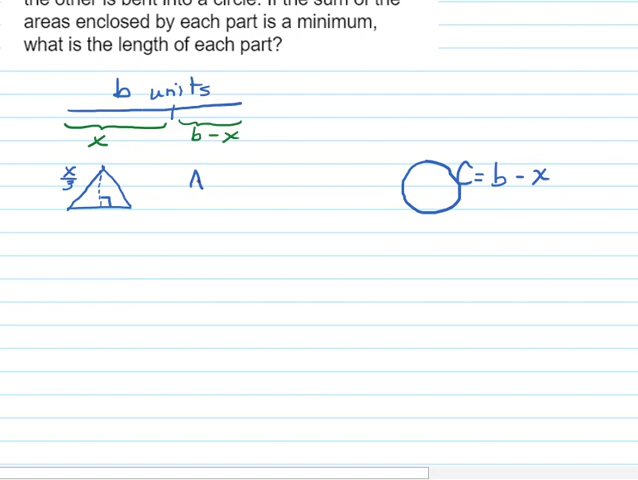 the other is bent into a circle. If the sum of the
areas enclosed by each part is a minimum,
what is the length of each part?
b units
x b - x
x/3 A C = b - x